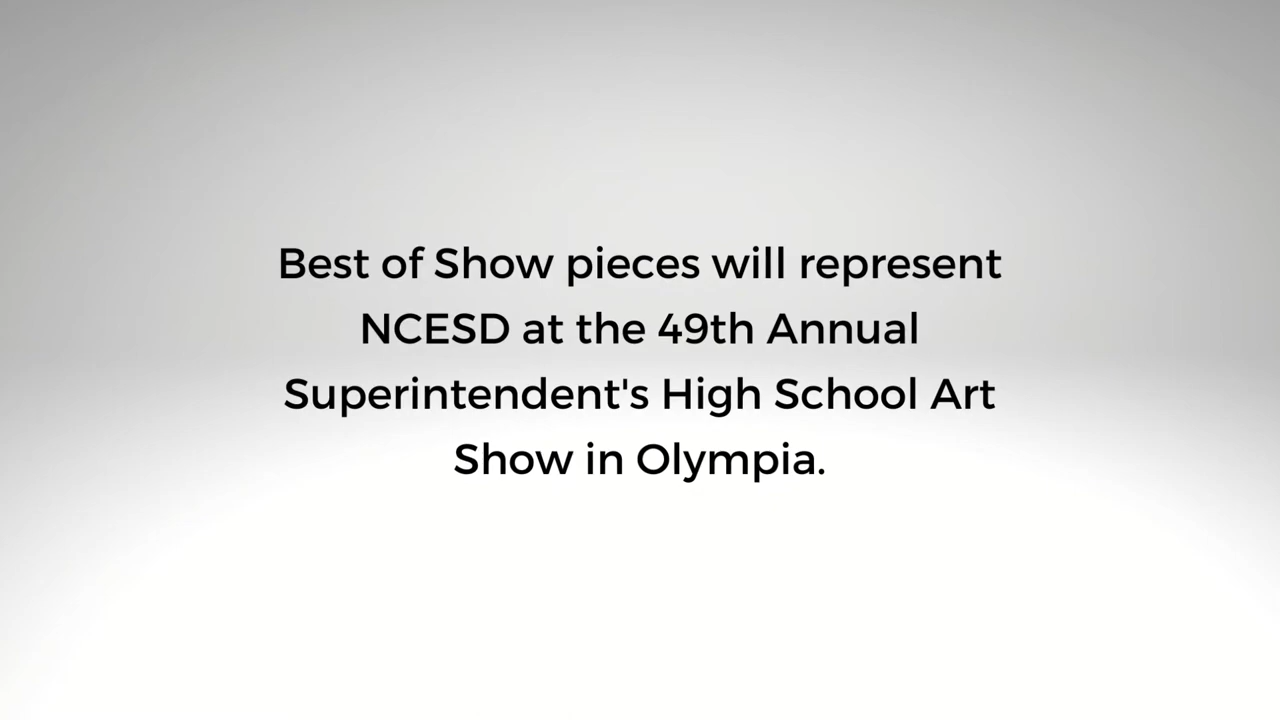 Best of Show pieces will represent
NCESD at the 49th Annual
Superintendent's High School Art
Show in Olympia.